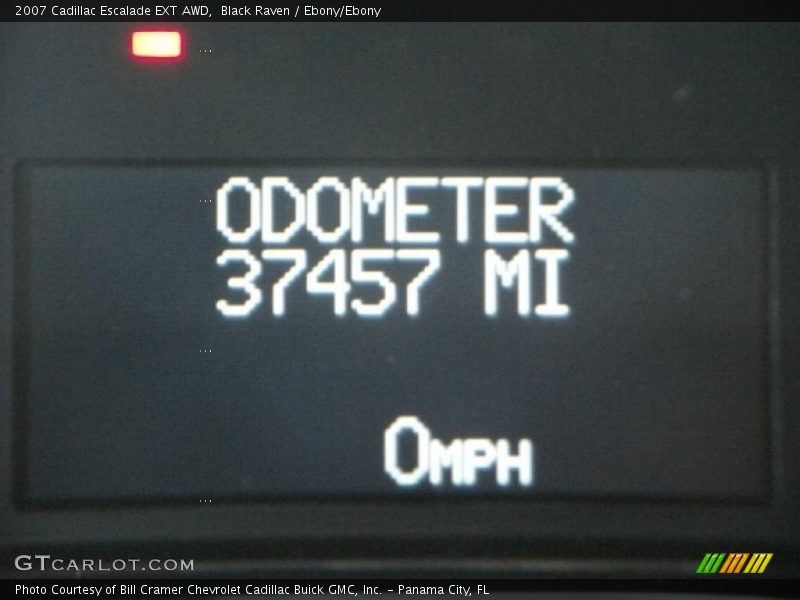 2007 Cadillac Escalade EXT AWD,  Black Raven / Ebony/Ebony
ODOMETER
37457 MI
0MPH
GTCARLOT.COM
Photo Courtesy of Bill Cramer Chevrolet Cadillac Buick GMC, Inc. – Panama City, FL